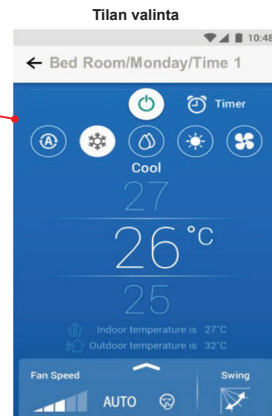 Tilan valinta
10:48
Bed Room/Monday/Time 1
Timer
A
Cool
27
26°C
25
Indoor temperature is 27°C
Outdoor temperature is 32°C
Fan Speed
Swing
AUTO